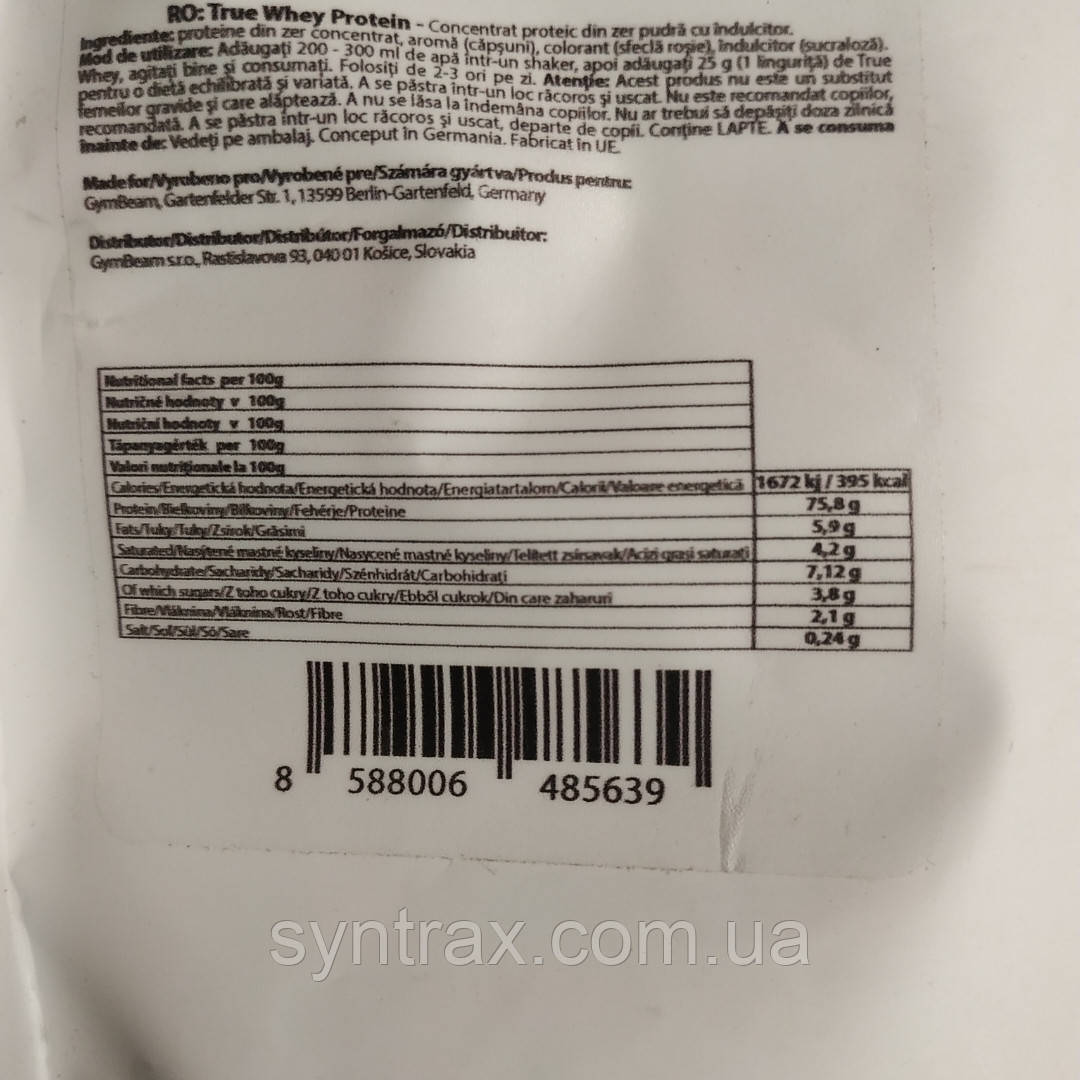 RO: True Whey Protein - Concentrat proteic din zer pudră cu îndulcitor.
Ingrediente: proteine din zer concentrat, aromă (căpșuni), colorant (sfeclă roșie), îndulcitor (sucraloză).
Mod de utilizare: Adăugați 200 - 300 ml de apă într-un shaker, apoi adăugați 25 g (1 linguriță) de True
Whey, agitați bine și consumați. Folosiți de 2-3 ori pe zi. Atenție: Acest produs nu este un substitut
pentru o dietă echilibrată și variată. A se păstra într-un loc răcoros și uscat. Nu este recomandat copiilor,
femeilor gravide și care alăptează. A nu se lăsa la îndemâna copiilor. Nu ar trebui să depășiți doza zilnică
recomandată. A se păstra într-un loc răcoros și uscat, departe de copii. Conține LAPTE. A se consuma
înainte de: Vedeți pe ambalaj. Conceput în Germania. Fabricat în UE.
Made for/Vyrobeno pro/Vyrobené pre/Számára gyártva/Produs pentru:
GymBeam, Gartenfelder Str. 1, 13599 Berlin-Gartenfeld, Germany
Distributor/Distributor/Distribútor/Forgalmazó/Distribuitor:
GymBeam s.r.o., Rastislavova 93, 040 01 Košice, Slovakia
Nutritional facts per 100g
Nutričné hodnoty v 100g
Nutriční hodnoty v 100g
Tápanyagérték per 100g
Valori nutriționale la 100g
Calories/Energetická hodnota/Energetická hodnota/Energiatartalom/Calorii/Valoare energetică 1672 kj / 395 kcal
Protein/Bielkoviny/Bílkoviny/Fehérje/Proteine 75,8 g
Fats/Tuky/Tuky/Zsírok/Grăsimi 5,9 g
Saturated/Nasýtené mastné kyseliny/Nasycené mastné kyseliny/Telített zsírsavak/Acizi grași saturați 4,2 g
Carbohydrate/Sacharidy/Sacharidy/Szénhidrát/Carbohidrați 7,12 g
Of which sugars/Z toho cukry/Z toho cukry/Ebből cukrok/Din care zaharuri 3,8 g
Fibre/Vláknina/Vláknina/Rost/Fibre 2,1 g
Salt/Soľ/Sůl/Só/Sare 0,24 g
8 588006 485639
syntrax.com.ua